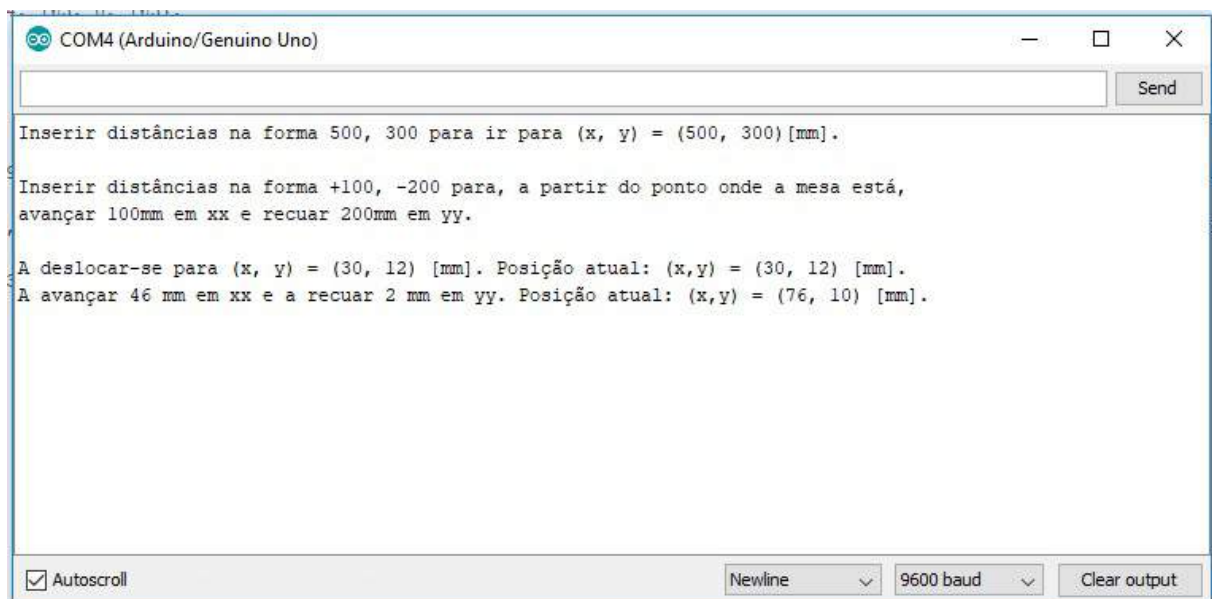 COM4 (Arduino/Genuino Uno)
Send
Inserir distâncias na forma 500, 300 para ir para (x, y) = (500, 300)[mm].
Inserir distâncias na forma +100, -200 para, a partir do ponto onde a mesa está,
avançar 100mm em xx e recuar 200mm em yy.
A deslocar-se para (x, y) = (30, 12) [mm]. Posição atual: (x,y) = (30, 12) [mm].
A avançar 46 mm em xx e a recuar 2 mm em yy. Posição atual: (x,y) = (76, 10) [mm].
Autoscroll
Newline
9600 baud
Clear output